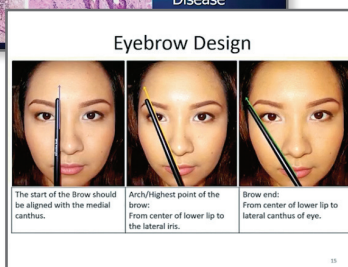 Disease
Eyebrow Design
The start of the Brow should
be aligned with the medial
canthus.
Arch/Highest point of the
brow:
From center of lower lip to
the lateral iris.
Brow end:
From center of lower lip to
lateral canthus of eye.
15